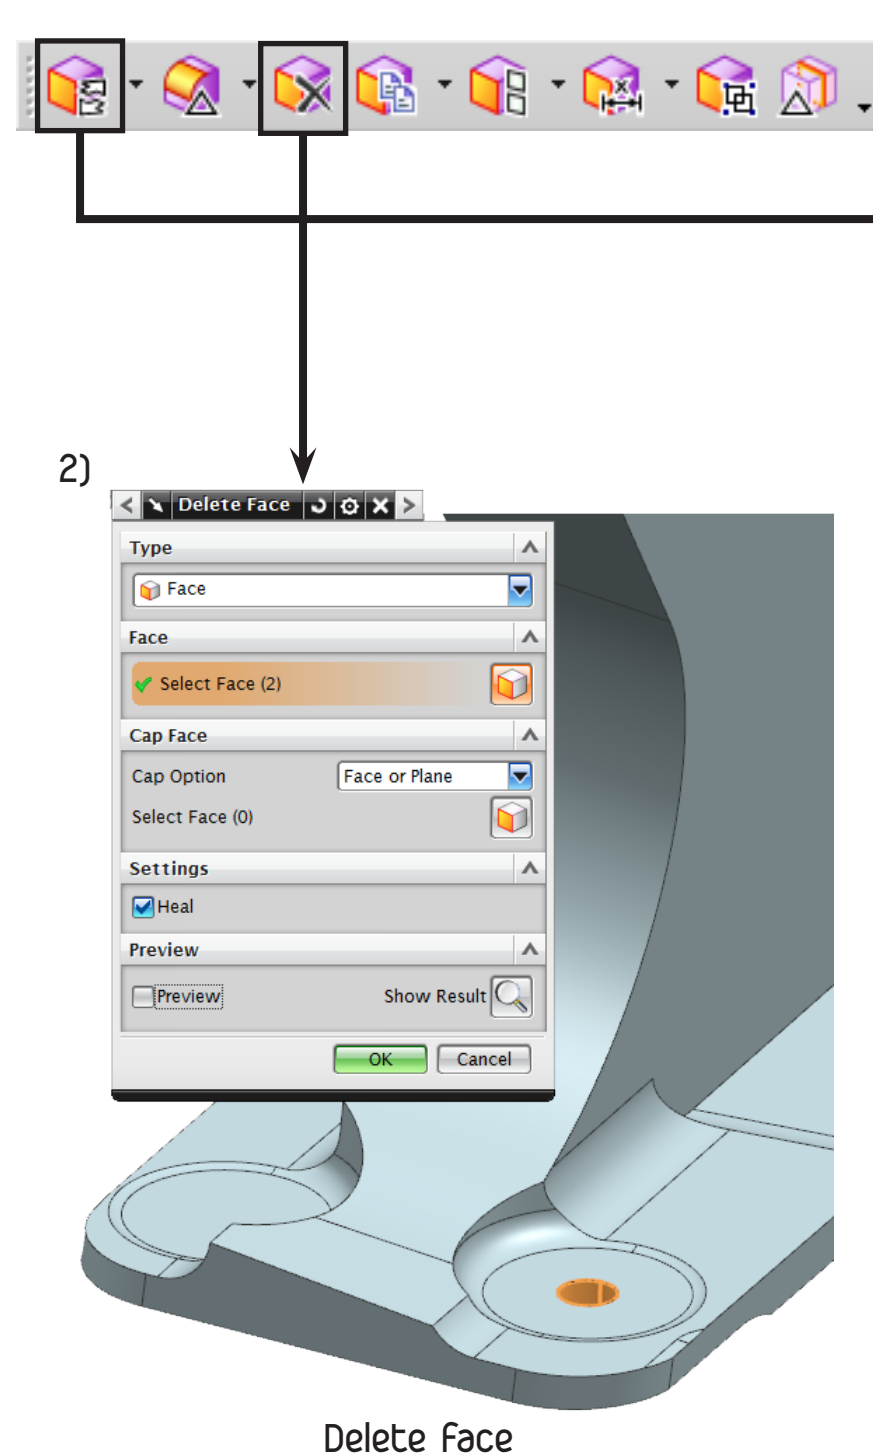 2)
Delete Face
Type
Face
Face
Select Face (2)
Cap Face
Cap Option Face or Plane
Select Face (0)
Settings
Heal
Preview
Preview Show Result
OK Cancel
Delete Face